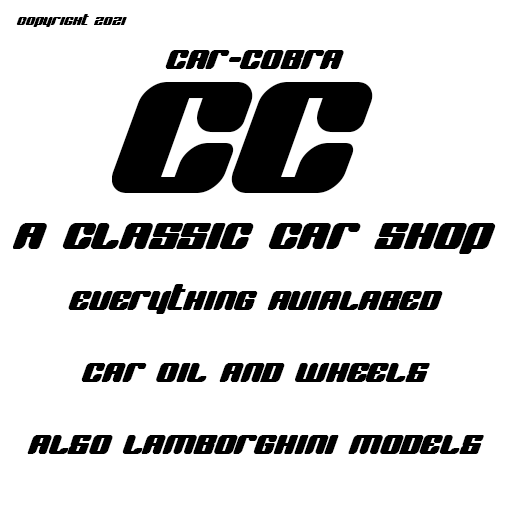 copyright 2021
car-cobra
CC
A classic car shop
everything avialabed
car oil and wheels
also lamborghini models